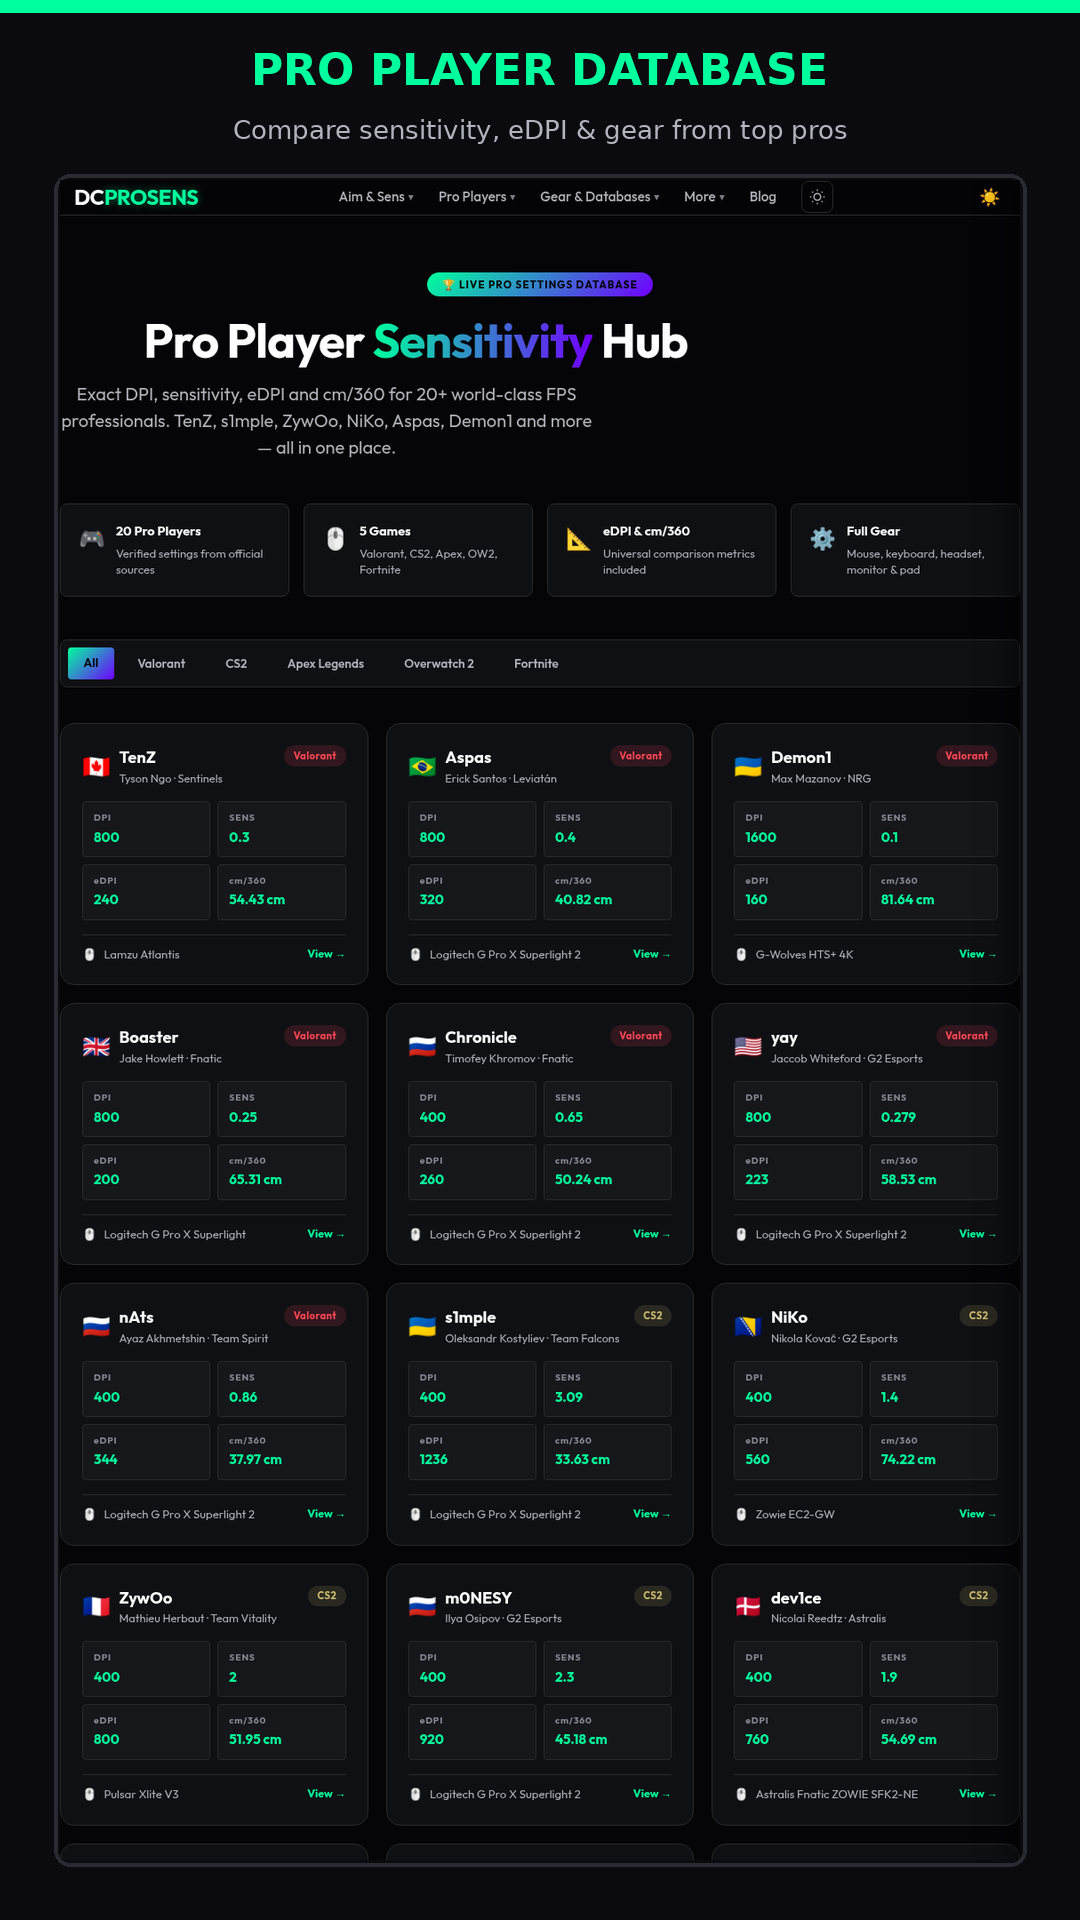 PRO PLAYER DATABASE
Compare sensitivity, eDPI & gear from top pros
DCPROSENS
Aim & Sens ▾ Pro Players ▾ Gear & Databases ▾ More ▾ Blog
🏆 LIVE PRO SETTINGS DATABASE
Pro Player Sensitivity Hub
Exact DPI, sensitivity, eDPI and cm/360 for 20+ world-class FPS
professionals. TenZ, s1mple, ZywOo, NiKo, Aspas, Demon1 and more
— all in one place.
20 Pro Players
Verified settings from official
sources
5 Games
Valorant, CS2, Apex, OW2,
Fortnite
eDPI & cm/360
Universal comparison metrics
included
Full Gear
Mouse, keyboard, headset,
monitor & pad
All Valorant CS2 Apex Legends Overwatch 2 Fortnite
TenZ Valorant
Tyson Ngo · Sentinels
DPI SENS
800 0.3
eDPI cm/360
240 54.43 cm
Lamzu Atlantis View →
Aspas Valorant
Erick Santos · Leviatán
DPI SENS
800 0.4
eDPI cm/360
320 40.82 cm
Logitech G Pro X Superlight 2 View →
Demon1 Valorant
Max Mazanov · NRG
DPI SENS
1600 0.1
eDPI cm/360
160 81.64 cm
G-Wolves HTS+ 4K View →
Boaster Valorant
Jake Howlett · Fnatic
DPI SENS
800 0.25
eDPI cm/360
200 65.31 cm
Logitech G Pro X Superlight View →
Chronicle Valorant
Timofey Khromov · Fnatic
DPI SENS
400 0.65
eDPI cm/360
260 50.24 cm
Logitech G Pro X Superlight 2 View →
yay Valorant
Jaccob Whiteford · G2 Esports
DPI SENS
800 0.279
eDPI cm/360
223 58.53 cm
Logitech G Pro X Superlight 2 View →
nAts Valorant
Ayaz Akhmetshin · Team Spirit
DPI SENS
400 0.86
eDPI cm/360
344 37.97 cm
Logitech G Pro X Superlight 2 View →
s1mple CS2
Oleksandr Kostyliev · Team Falcons
DPI SENS
400 3.09
eDPI cm/360
1236 33.63 cm
Logitech G Pro X Superlight 2 View →
NiKo CS2
Nikola Kovač · G2 Esports
DPI SENS
400 1.4
eDPI cm/360
560 74.22 cm
Zowie EC2-GW View →
ZywOo CS2
Mathieu Herbaut · Team Vitality
DPI SENS
400 2
eDPI cm/360
800 51.95 cm
Pulsar Xlite V3 View →
m0NESY CS2
Ilya Osipov · G2 Esports
DPI SENS
400 2.3
eDPI cm/360
920 45.18 cm
Logitech G Pro X Superlight 2 View →
dev1ce CS2
Nicolai Reedtz · Astralis
DPI SENS
400 1.9
eDPI cm/360
760 54.69 cm
Astralis Fnatic ZOWIE SFK2-NE View →